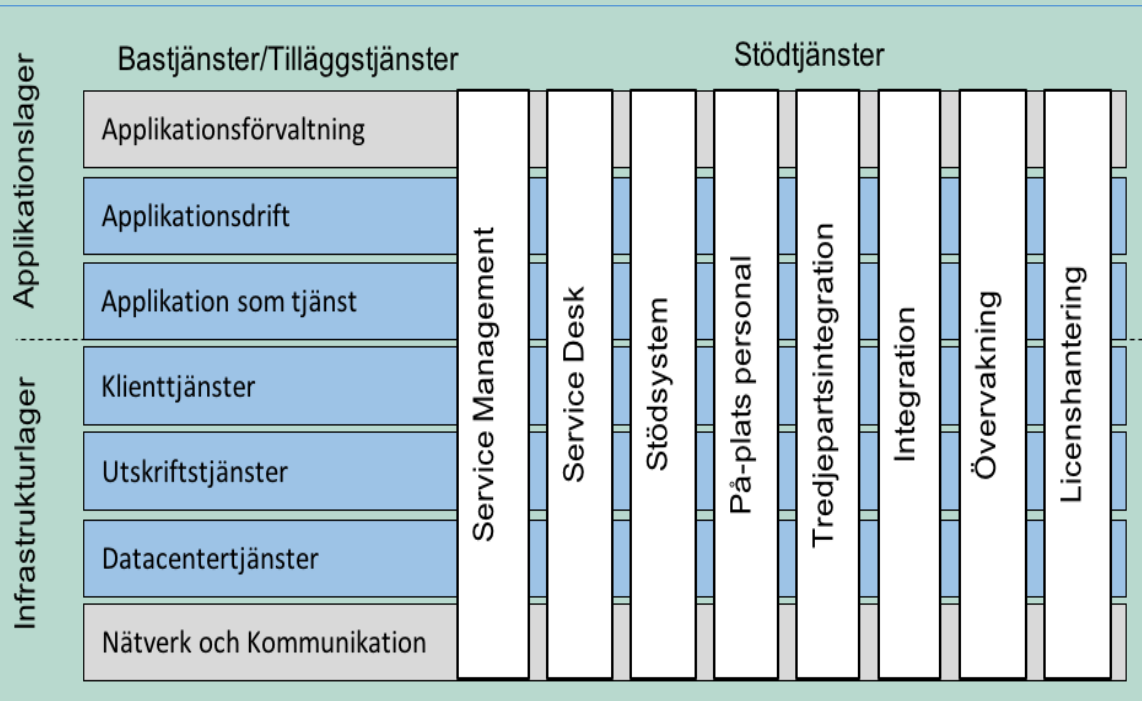 Bastjänster/Tilläggstjänster
Stödtjänster
Applikationslager
Applikationsförvaltning
Applikationsdrift
Applikation som tjänst
Infrastrukturlager
Klienttjänster
Utskriftstjänster
Datacentertjänster
Nätverk och Kommunikation
Service Management
Service Desk
Stödsystem
På-plats personal
Tredjepartsintegration
Integration
Övervakning
Licenshantering